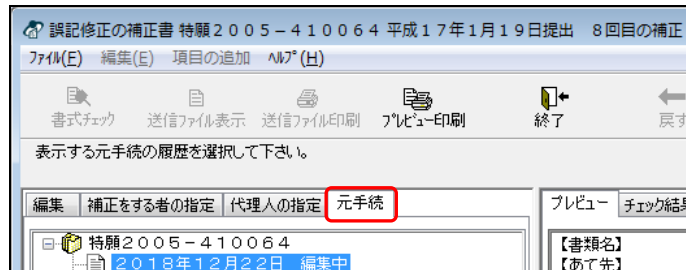 誤記修正の補正書 特願２００５－４１００６４ 平成１７年１月１９日提出 ８回目の補正
ﾌｧｲﾙ(F) 編集(E) 項目の追加 ﾍﾙﾌﾟ(H)
書式ﾁｪｯｸ 送信ﾌｧｲﾙ表示 送信ﾌｧｲﾙ印刷 ﾌﾟﾚﾋﾞｭｰ印刷 終了 戻す
表示する元手続の履歴を選択して下さい。
編集 補正をする者の指定 代理人の指定 元手続 ﾌﾟﾚﾋﾞｭｰ ﾁｪｯｸ結果
特願２００５－４１００６４ 【書類名】
２０１８年１２月２２日 編集中 【あて先】